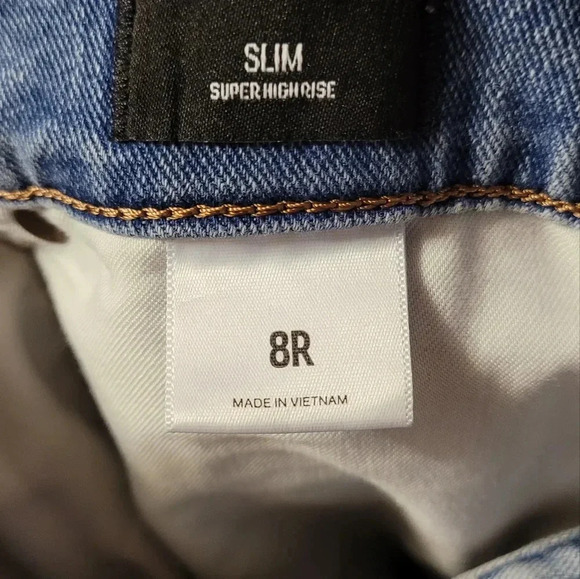 SLIM
SUPER HIGH RISE
8R
MADE IN VIETNAM